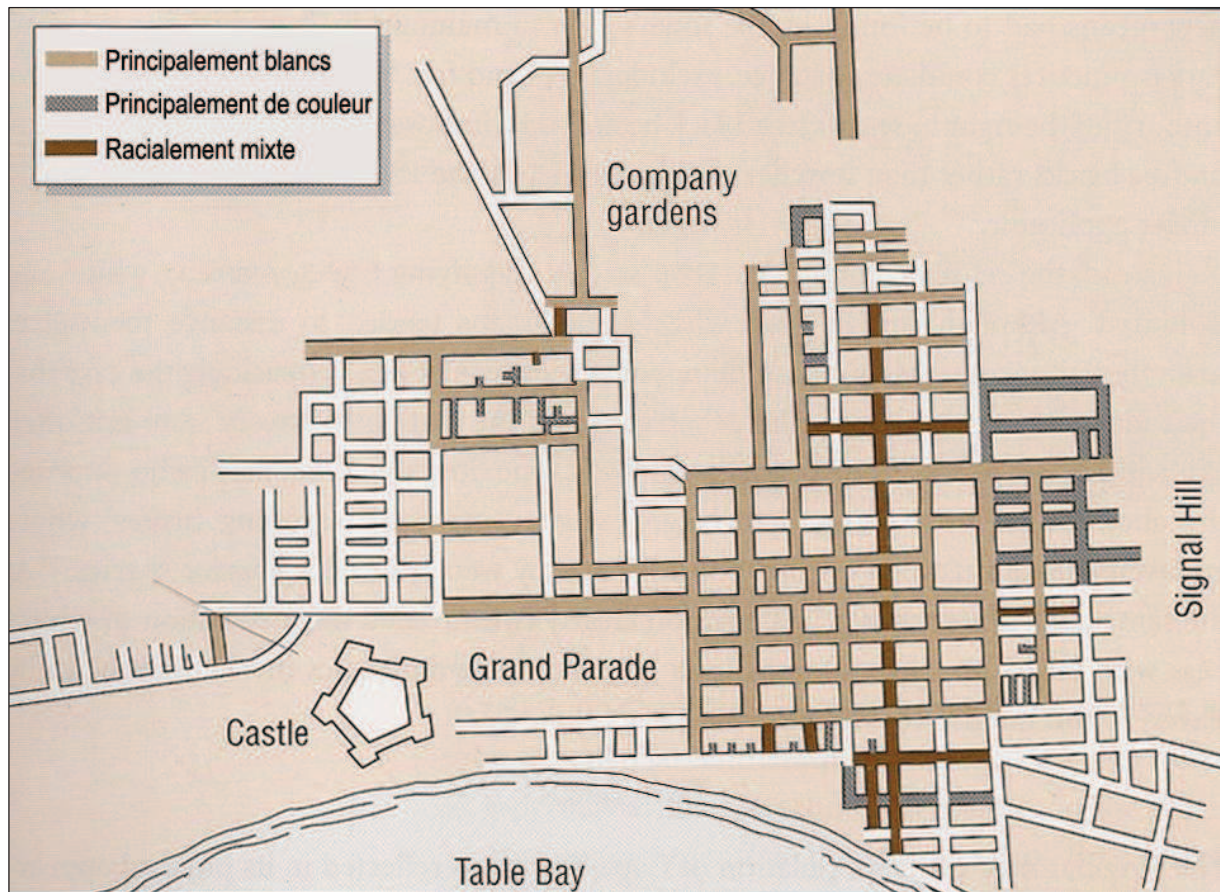 Principalement blancs
Principalement de couleur
Racialement mixte
Company
gardens
Signal Hill
Grand Parade
Castle
Table Bay